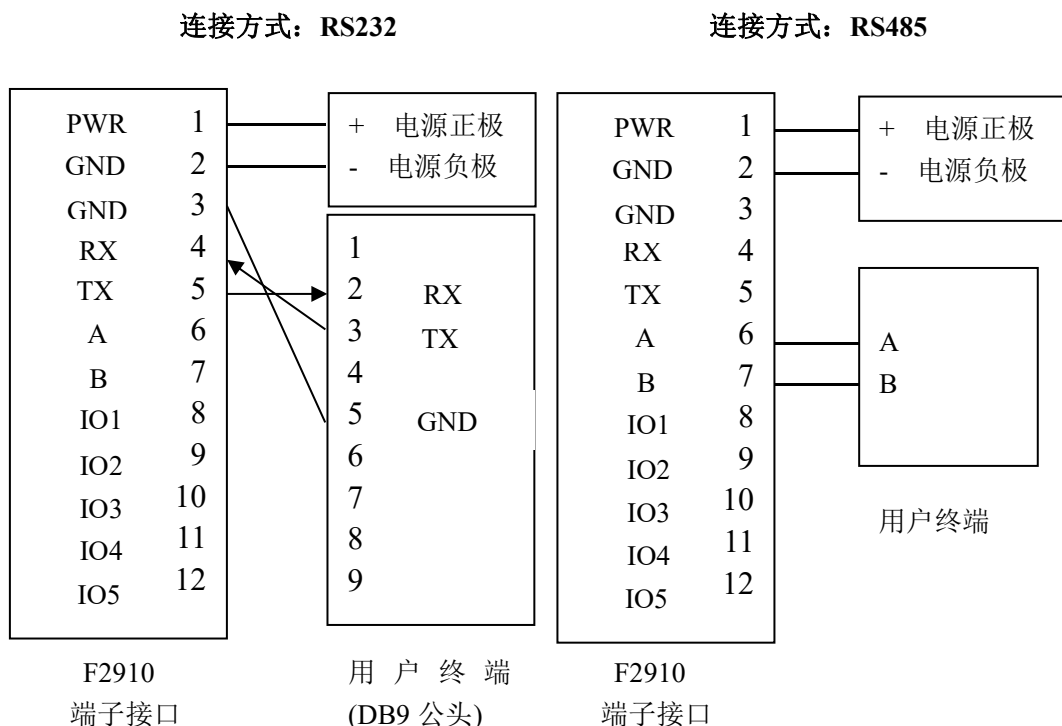 连接方式：RS232
PWR 1
GND 2
GND 3
RX 4
TX 5
A 6
B 7
IO1 8
IO2 9
IO3 10
IO4 11
IO5 12
F2910
端子接口
+ 电源正极
- 电源负极
1
2 RX
3 TX
4
5 GND
6
7
8
9
用户终端
(DB9 公头)
连接方式：RS485
PWR 1
GND 2
GND 3
RX 4
TX 5
A 6
B 7
IO1 8
IO2 9
IO3 10
IO4 11
IO5 12
F2910
端子接口
+ 电源正极
- 电源负极
A
B
用户终端